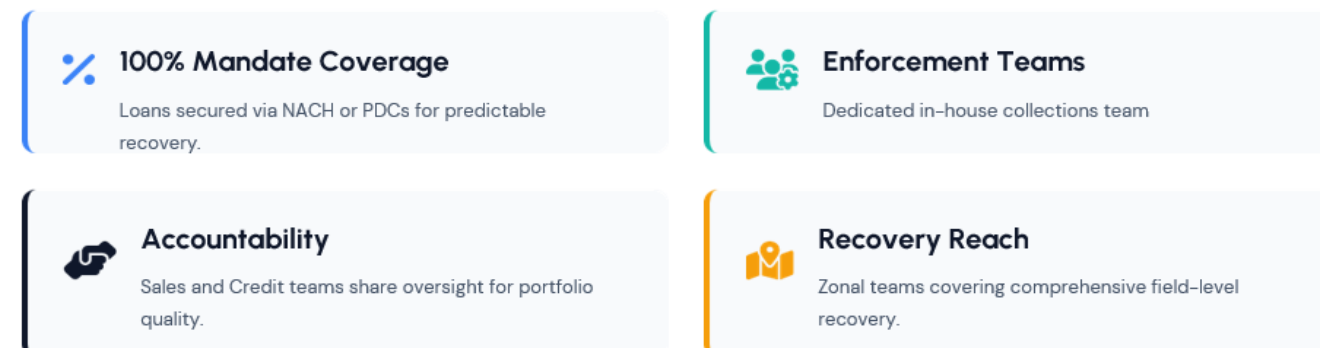 100% Mandate Coverage
Loans secured via NACH or PDCs for predictable
recovery.
Enforcement Teams
Dedicated in-house collections team
Accountability
Sales and Credit teams share oversight for portfolio
quality.
Recovery Reach
Zonal teams covering comprehensive field-level
recovery.